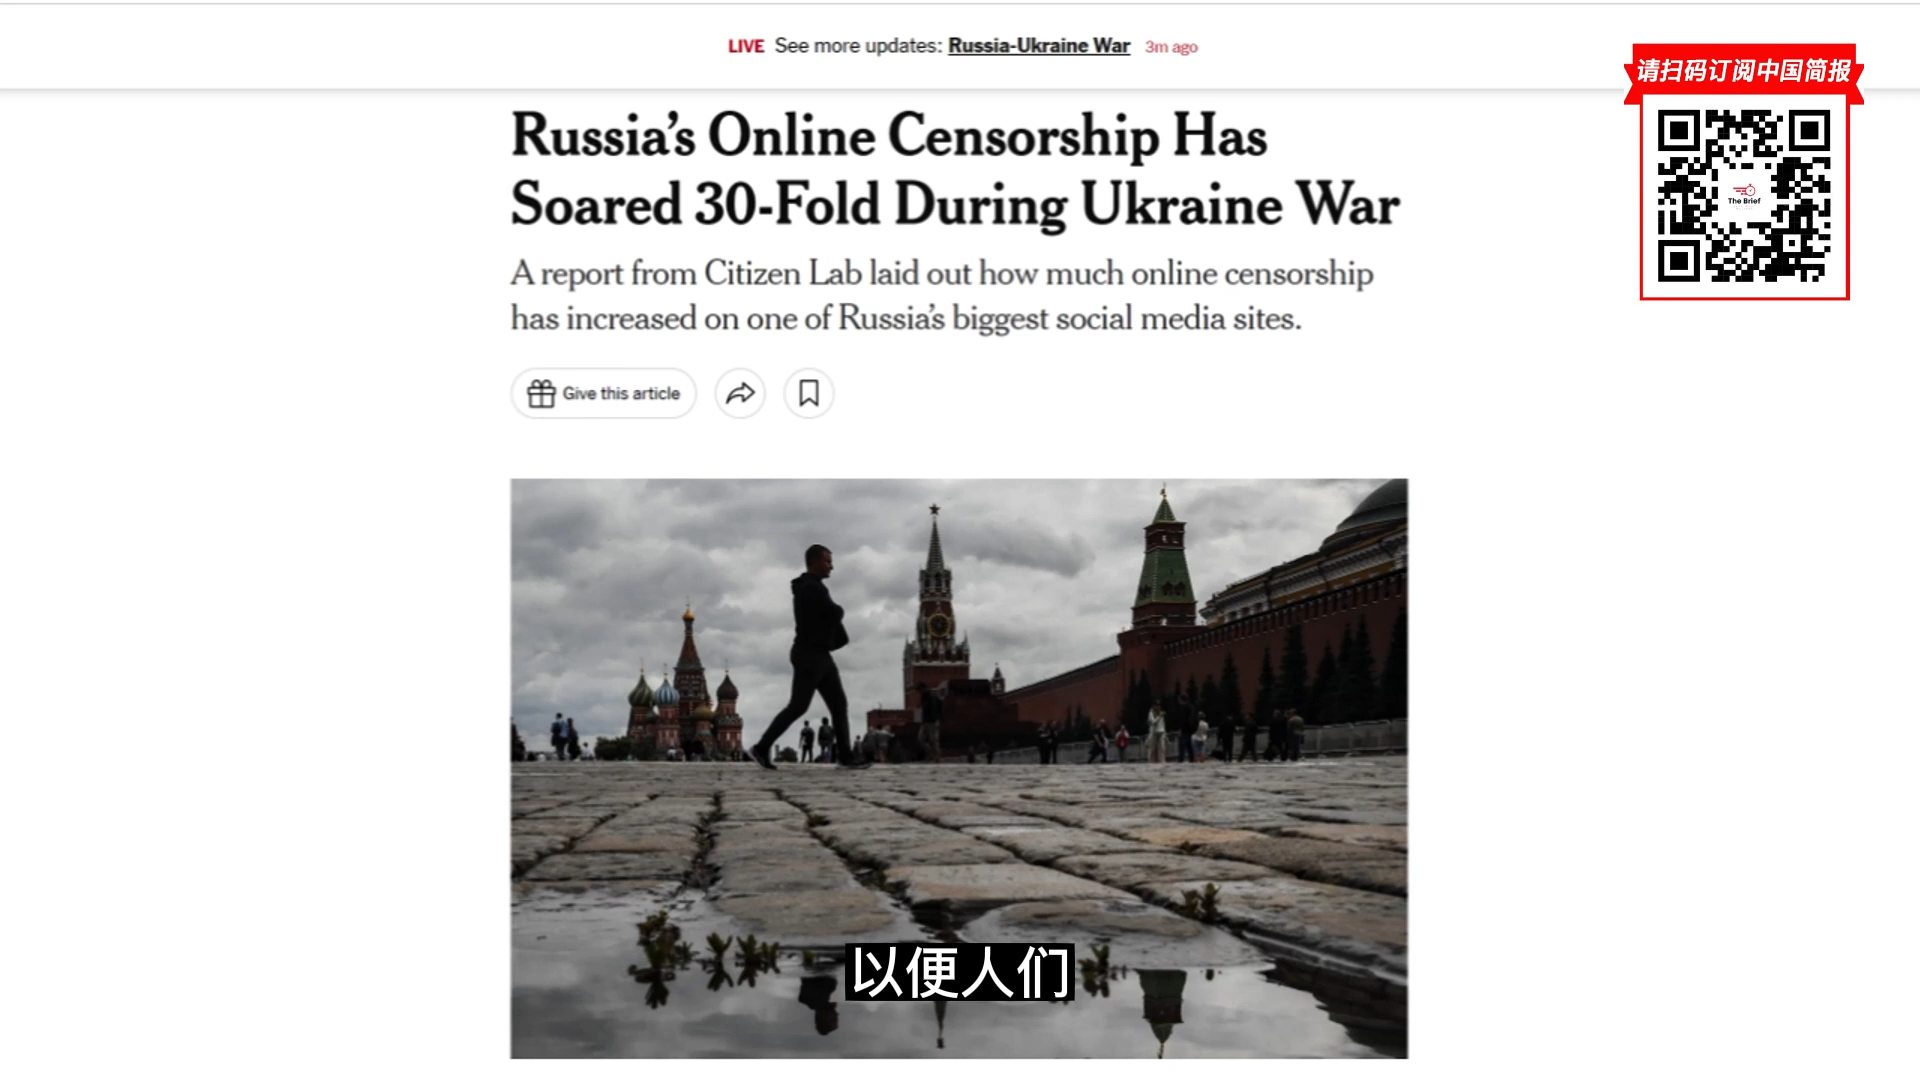 LIVE See more updates: Russia-Ukraine War 3m ago
请扫码订阅中国简报
The Brief
Russia’s Online Censorship Has
Soared 30-Fold During Ukraine War
A report from Citizen Lab laid out how much online censorship
has increased on one of Russia’s biggest social media sites.
Give this article
以便人们